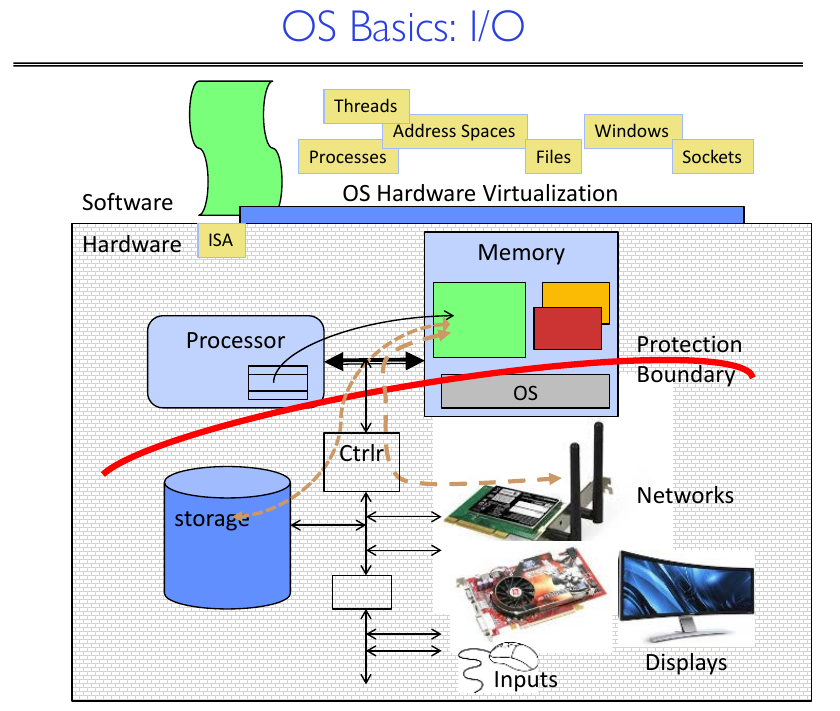 OS Basics: I/O
Threads
Address Spaces
Windows
Processes
Files
Sockets
OS Hardware Virtualization
Software
Hardware
ISA
Memory
Processor
Protection
Boundary
OS
Ctrlr
storage
Networks
Displays
Inputs